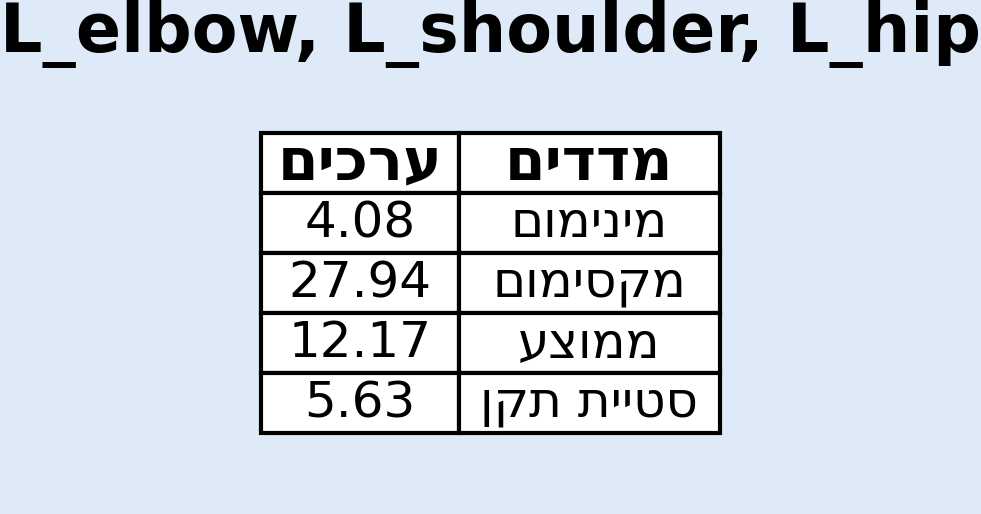 L_elbow, L_shoulder, L_hip
מדדים ערכים
מינימום 4.08
מקסימום 27.94
ממוצע 12.17
סטיית תקן 5.63